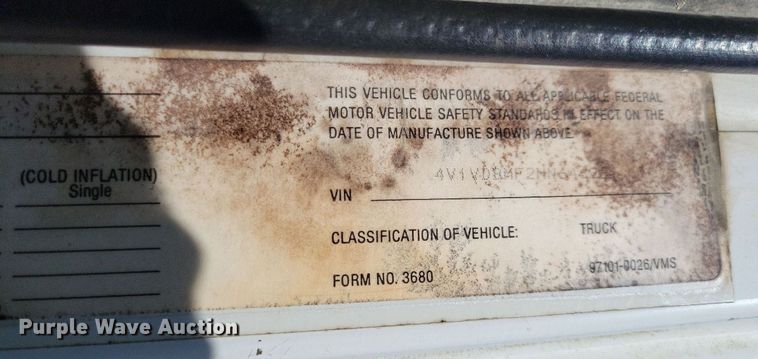 THIS VEHICLE CONFORMS TO ALL APPLICABLE FEDERAL
MOTOR VEHICLE SAFETY STANDARDS IN EFFECT ON THE
DATE OF MANUFACTURE SHOWN ABOVE
(COLD INFLATION)
Single
VIN
CLASSIFICATION OF VEHICLE: TRUCK
FORM NO. 3680 97101-0026/VMS
Purple Wave Auction